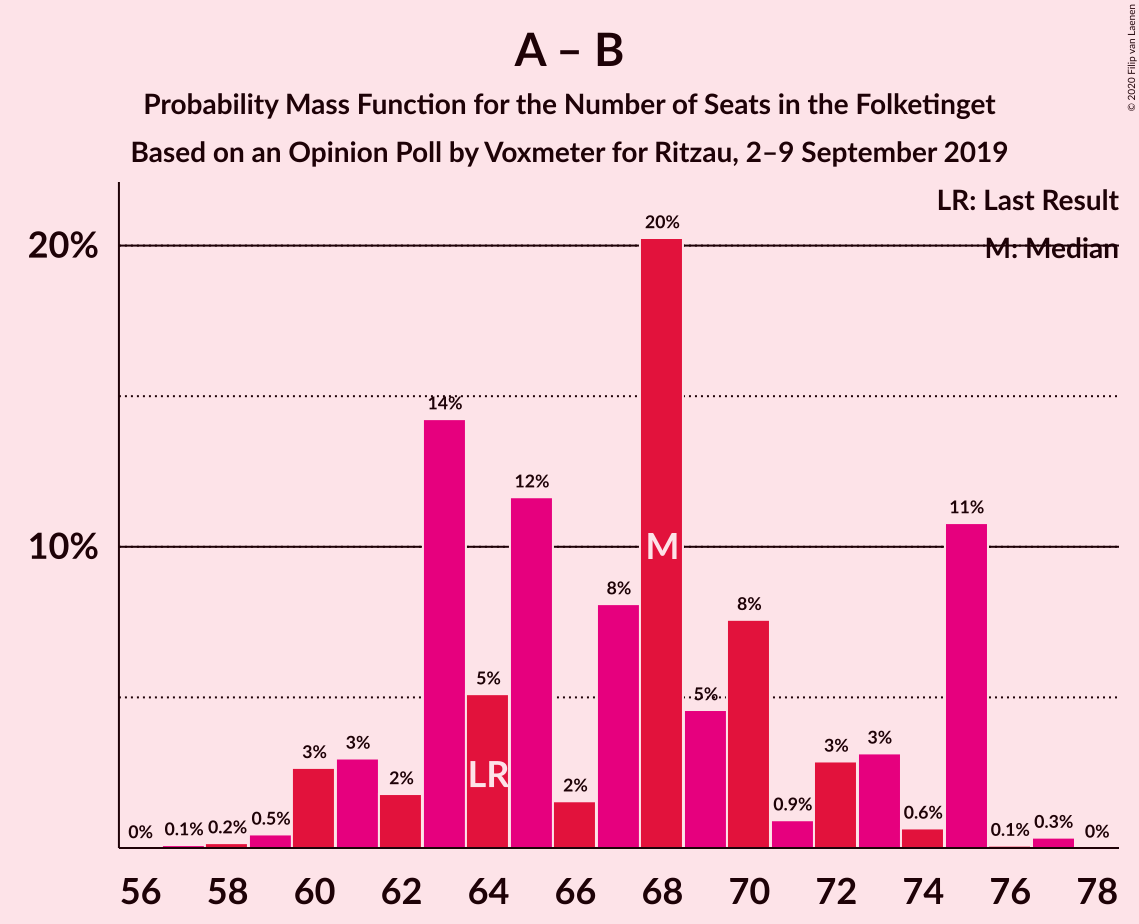 © 2020 Filip van Laenen
A – B
Probability Mass Function for the Number of Seats in the Folketinget
Based on an Opinion Poll by Voxmeter for Ritzau, 2–9 September 2019
LR: Last Result
M: Median
20%
10%
0% 0.1% 0.2% 0.5% 3% 3% 2% 14% 5% 12% 2% 8% 20% 5% 8% 0.9% 3% 3% 0.6% 11% 0.1% 0.3% 0%
LR
M
56 58 60 62 64 66 68 70 72 74 76 78